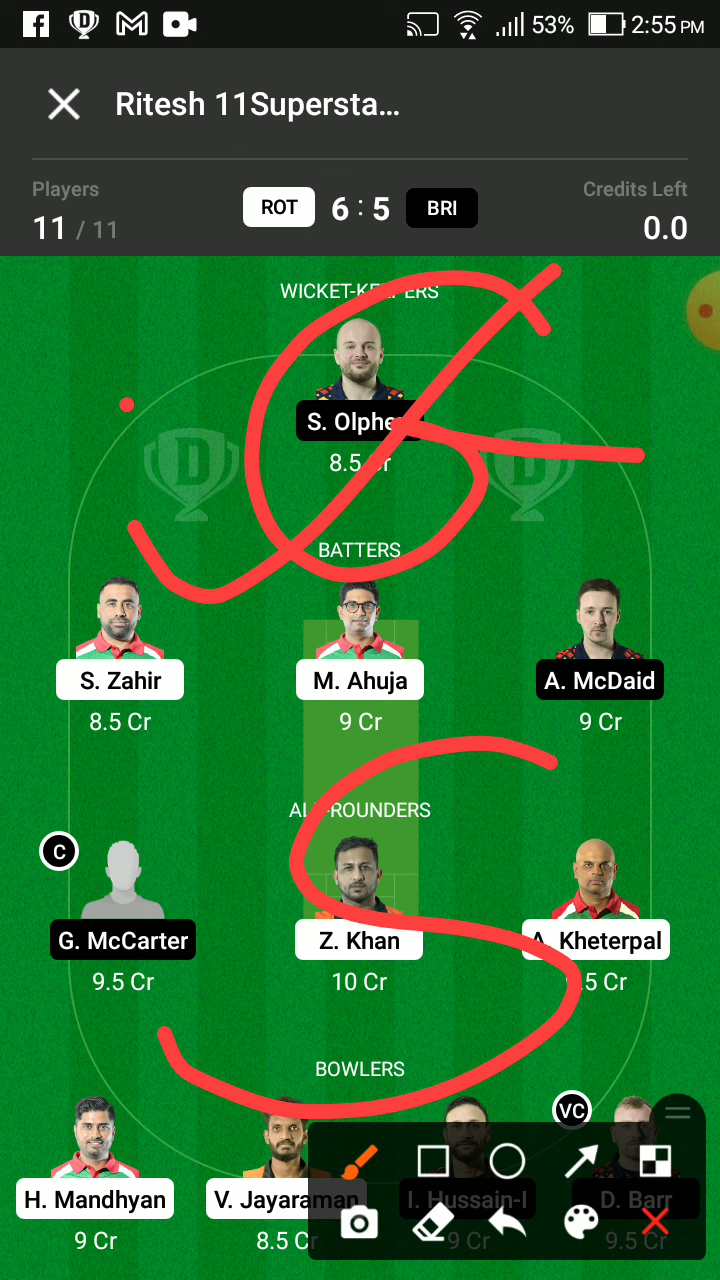 53% 2:55 PM
Ritesh 11Supersta...
Players Credits Left
11 / 11 ROT 6 : 5 BRI 0.0
WICKET-KEEPERS
S. Olphe
8.5 Cr
BATTERS
S. Zahir M. Ahuja A. McDaid
8.5 Cr 9 Cr 9 Cr
ALL-ROUNDERS
C
G. McCarter Z. Khan A. Kheterpal
9.5 Cr 10 Cr .5 Cr
BOWLERS
VC
H. Mandhyan V. Jayaraman I. Hussain-I D. Barr
9 Cr 8.5 Cr 9 Cr 9.5 Cr